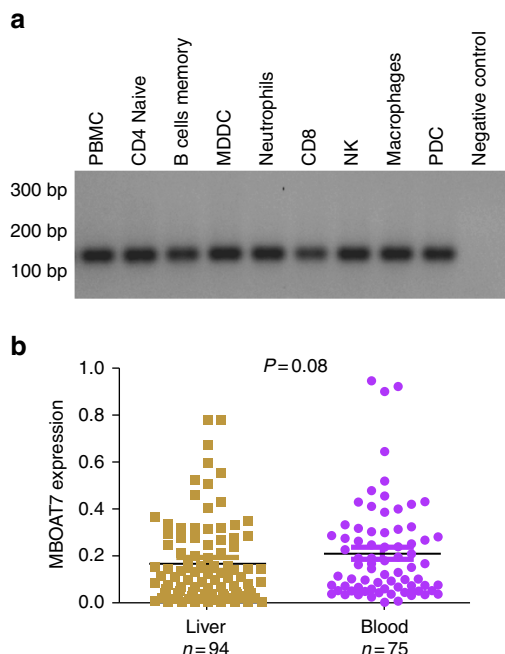 a
PBMC
CD4 Naive
B cells memory
MDDC
Neutrophils
CD8
NK
Macrophages
PDC
Negative control
300 bp
200 bp
100 bp
b
P=0.08
1.0
0.8
0.6
0.4
0.2
0.0
MBOAT7 expression
Liver
n=94
Blood
n=75